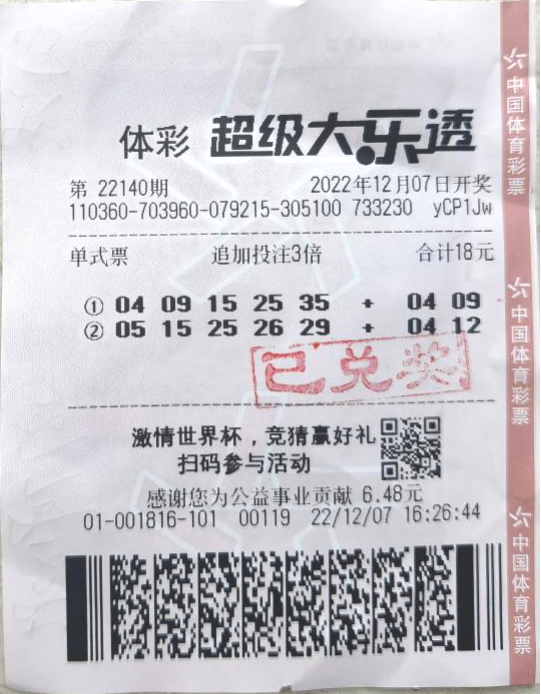 体彩 超级大乐透
第 22140期 2022年12月07日开奖
110360-703960-079215-305100 733230 yCP1Jw
单式票 追加投注3倍 合计18元
① 04 09 15 25 35 + 04 09
② 05 15 25 26 29 + 04 12
已兑奖
激情世界杯，竞猜赢好礼
扫码参与活动
感谢您为公益事业贡献 6.48元
01-001816-101 00119 22/12/07 16:26:44
中国体育彩票
中国体育彩票
中国体育彩票